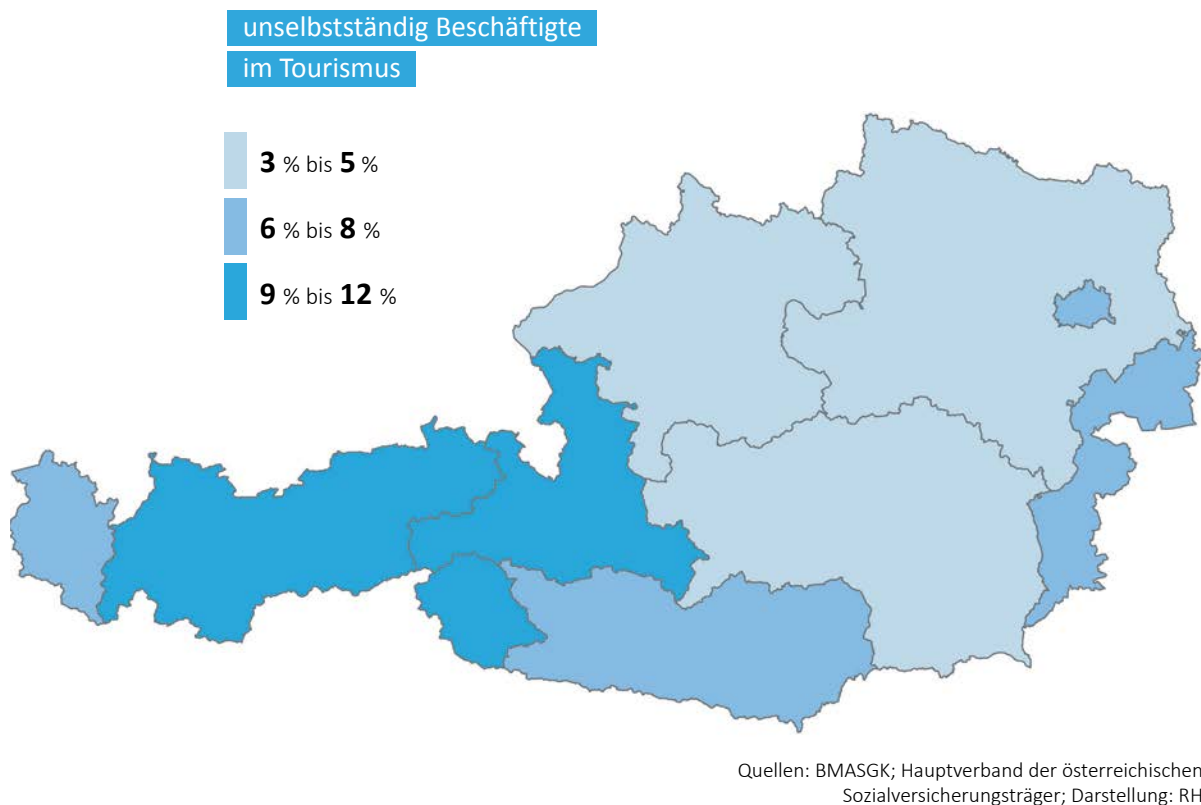 unselbstständig Beschäftigte
im Tourismus
3 % bis 5 %
6 % bis 8 %
9 % bis 12 %
Quellen: BMASGK; Hauptverband der österreichischen
Sozialversicherungsträger; Darstellung: RH